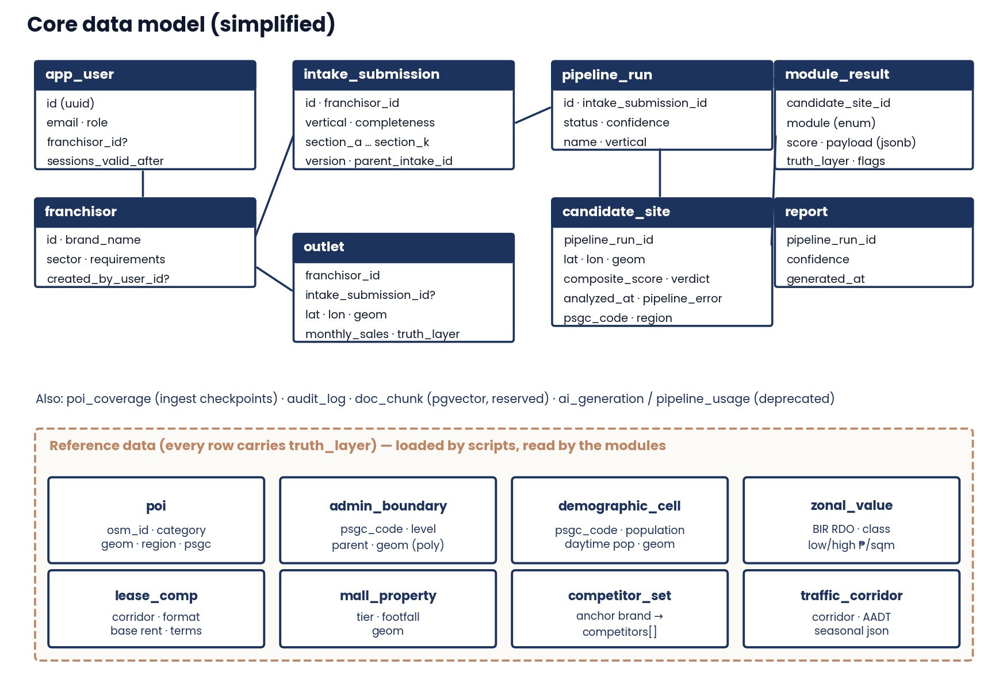 Core data model (simplified)
app_user
id (uuid)
email · role
franchisor_id?
sessions_valid_after
intake_submission
id · franchisor_id
vertical · completeness
section_a … section_k
version · parent_intake_id
pipeline_run
id · intake_submission_id
status · confidence
name · vertical
module_result
candidate_site_id
module (enum)
score · payload (jsonb)
truth_layer · flags
franchisor
id · brand_name
sector · requirements
created_by_user_id?
outlet
franchisor_id
intake_submission_id?
lat · lon · geom
monthly_sales · truth_layer
candidate_site
pipeline_run_id
lat · lon · geom
composite_score · verdict
analyzed_at · pipeline_error
psgc_code · region
report
pipeline_run_id
confidence
generated_at
Also: poi_coverage (ingest checkpoints) · audit_log · doc_chunk (pgvector, reserved) · ai_generation / pipeline_usage (deprecated)
Reference data (every row carries truth_layer) — loaded by scripts, read by the modules
poi
osm_id · category
geom · region · psgc
admin_boundary
psgc_code · level
parent · geom (poly)
demographic_cell
psgc_code · population
daytime pop · geom
zonal_value
BIR RDO · class
low/high ₱/sqm
lease_comp
corridor · format
base rent · terms
mall_property
tier · footfall
geom
competitor_set
anchor brand →
competitors[]
traffic_corridor
corridor · AADT
seasonal json